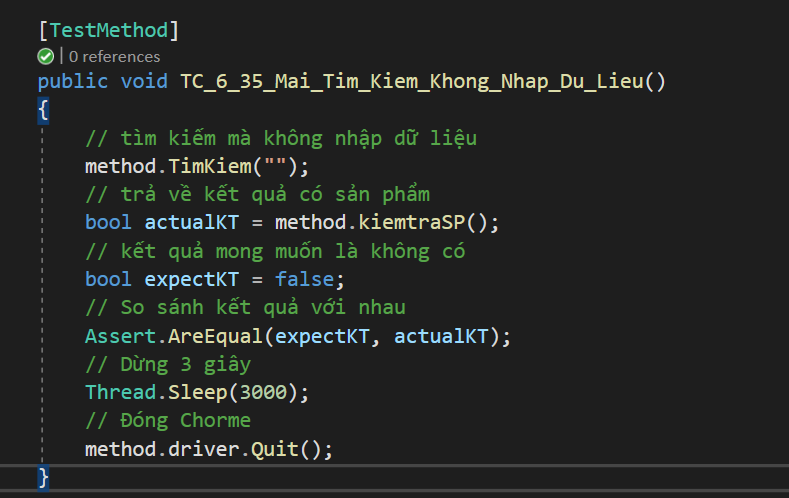 [TestMethod]
| 0 references
public void TC_6_35_Mai_Tim_Kiem_Khong_Nhap_Du_Lieu()
{
// tìm kiếm mà không nhập dữ liệu
method.TimKiem("");
// trả về kết quả có sản phẩm
bool actualKT = method.kiemtraSP();
// kết quả mong muốn là không có
bool expectKT = false;
// So sánh kết quả với nhau
Assert.AreEqual(expectKT, actualKT);
// Dừng 3 giây
Thread.Sleep(3000);
// Đóng Chorme
method.driver.Quit();
}